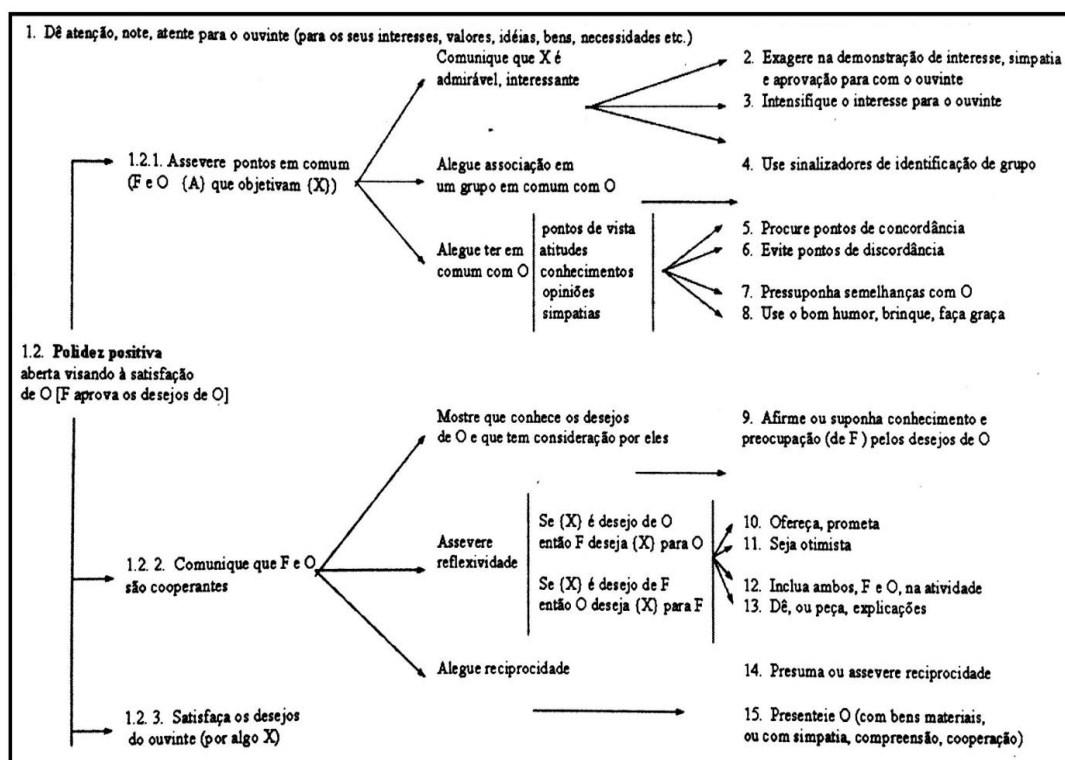 1. Dê atenção, note, atente para o ouvinte (para os seus interesses, valores, idéias, bens, necessidades etc.)
Comunique que X é
admirável, interessante
2. Exagere na demonstração de interesse, simpatia
e aprovação para com o ouvinte
3. Intensifique o interesse para o ouvinte
1.2.1. Assevere pontos em comum
(F e O {A} que objetivam {X})
Alegue associação em
um grupo em comum com O
4. Use sinalizadores de identificação de grupo
Alegue ter em
comum com O
pontos de vista
atitudes
conhecimentos
opiniões
simpatias
5. Procure pontos de concordância
6. Evite pontos de discordância
7. Pressuponha semelhanças com O
8. Use o bom humor, brinque, faça graça
1.2. Polidez positiva
aberta visando à satisfação
de O [F aprova os desejos de O]
Mostre que conhece os desejos
de O e que tem consideração por eles
9. Afirme ou suponha conhecimento e
preocupação (de F ) pelos desejos de O
1.2. 2. Comunique que F e O
são cooperantes
Assevere
reflexividade
Se {X} é desejo de O
então F deseja {X} para O
Se {X} é desejo de F
então O deseja {X} para F
10. Ofereça, prometa
11. Seja otimista
12. Inclua ambos, F e O, na atividade
13. Dê, ou peça, explicações
Alegue reciprocidade
14. Presuma ou assevere reciprocidade
1.2. 3. Satisfaça os desejos
do ouvinte (por algo X)
15. Presenteie O (com bens materiais,
ou com simpatia, compreensão, cooperação)